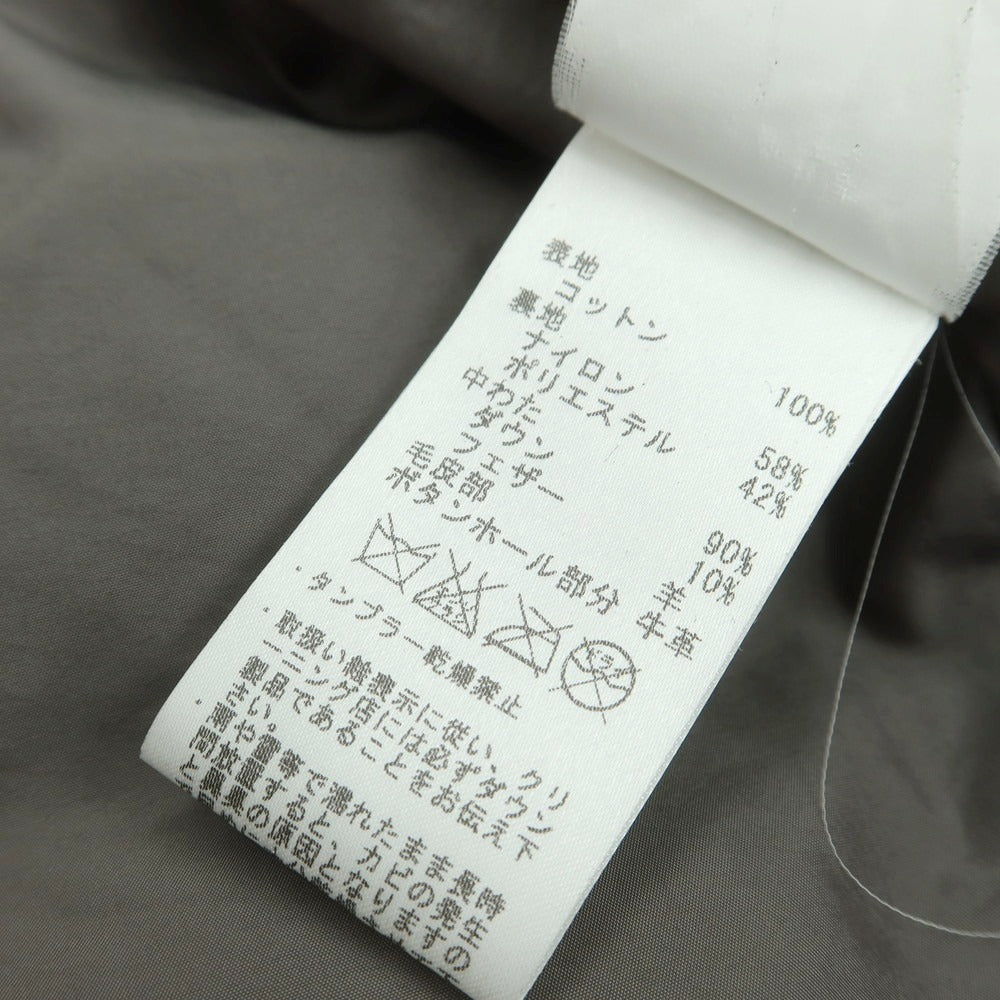 表地
コットン 100%
裏地
ナイロン 58%
ポリエステル 42%
中わた
ダウン 90%
フェザー 10%
毛皮部 羊
ボタンホール部分 牛革
・タンブラー乾燥禁止
・取扱い絵表示に従いクリ
ーニング店には必ずダウン
製品であることをお伝え下
さい。
・雨や雪等で濡れたまま長時
間放置すると、カビの発生
と異臭の原因となりますの